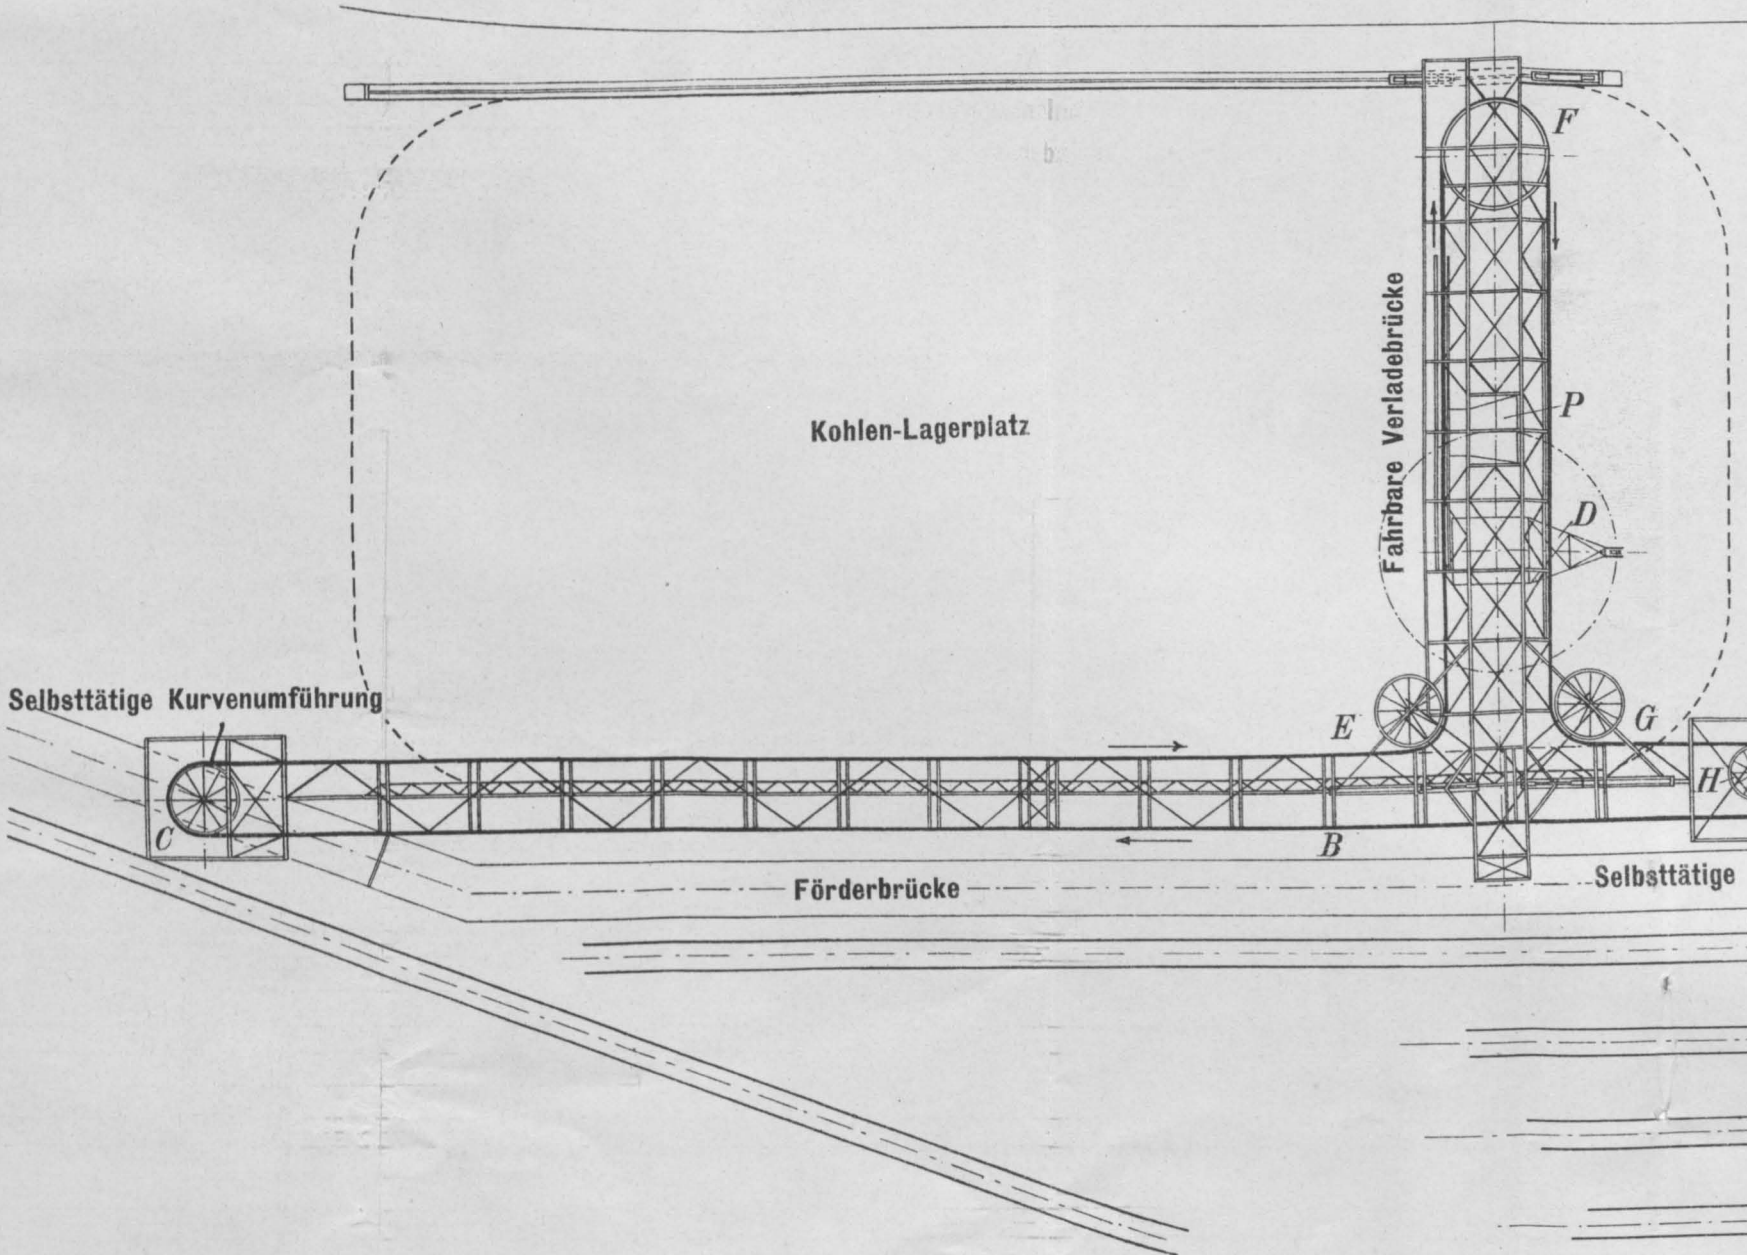 F
Fahrbare Verladebrücke
P
Kohlen-Lagerplatz
D
Selbsttätige Kurvenumführung
E
G
H
C
B
Förderbrücke
Selbsttätige